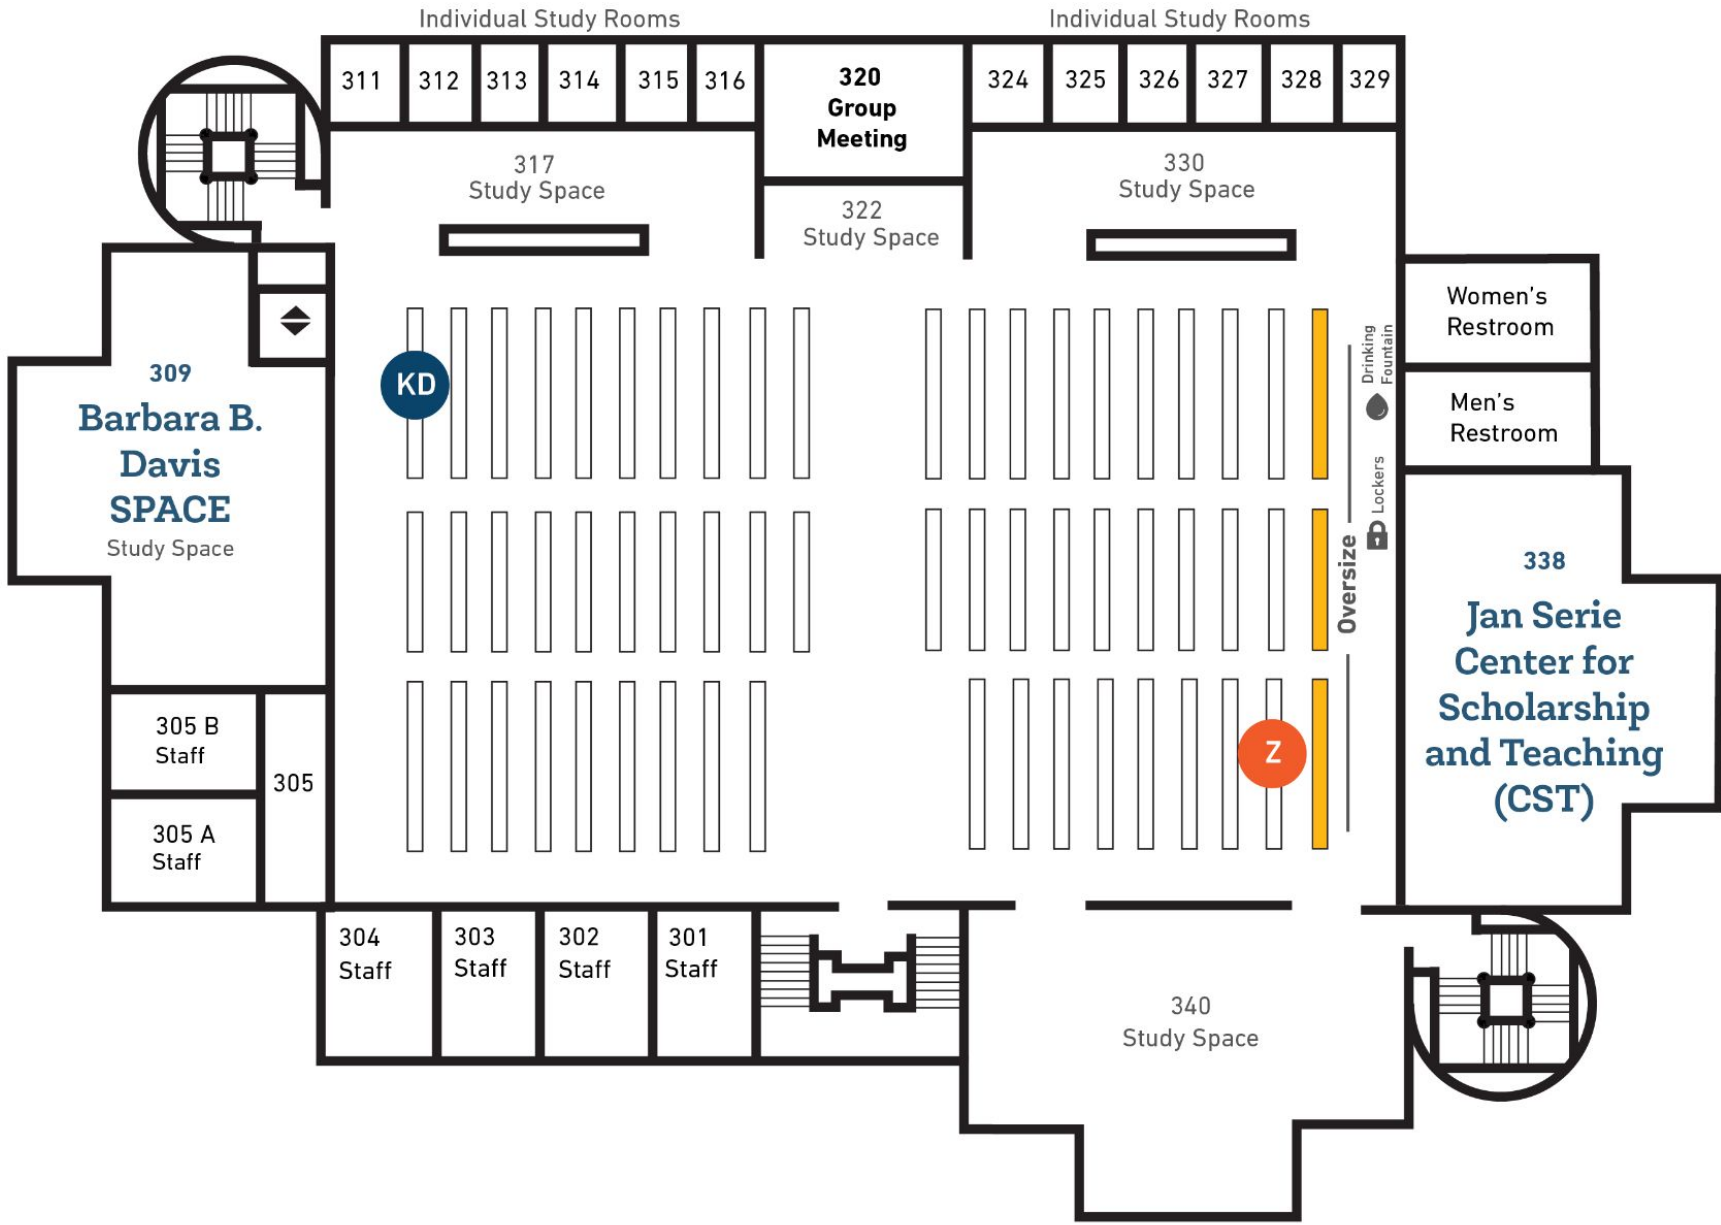 Individual Study Rooms
Individual Study Rooms
311
312
313
314
315
316
320
Group
Meeting
324
325
326
327
328
329
317
Study Space
322
Study Space
330
Study Space
309
Barbara B.
Davis
SPACE
Study Space
KD
Z
Drinking
Fountain
Lockers
Oversize
Women's
Restroom
Men's
Restroom
338
Jan Serie
Center for
Scholarship
and Teaching
(CST)
305 B
Staff
305
305 A
Staff
304
Staff
303
Staff
302
Staff
301
Staff
340
Study Space